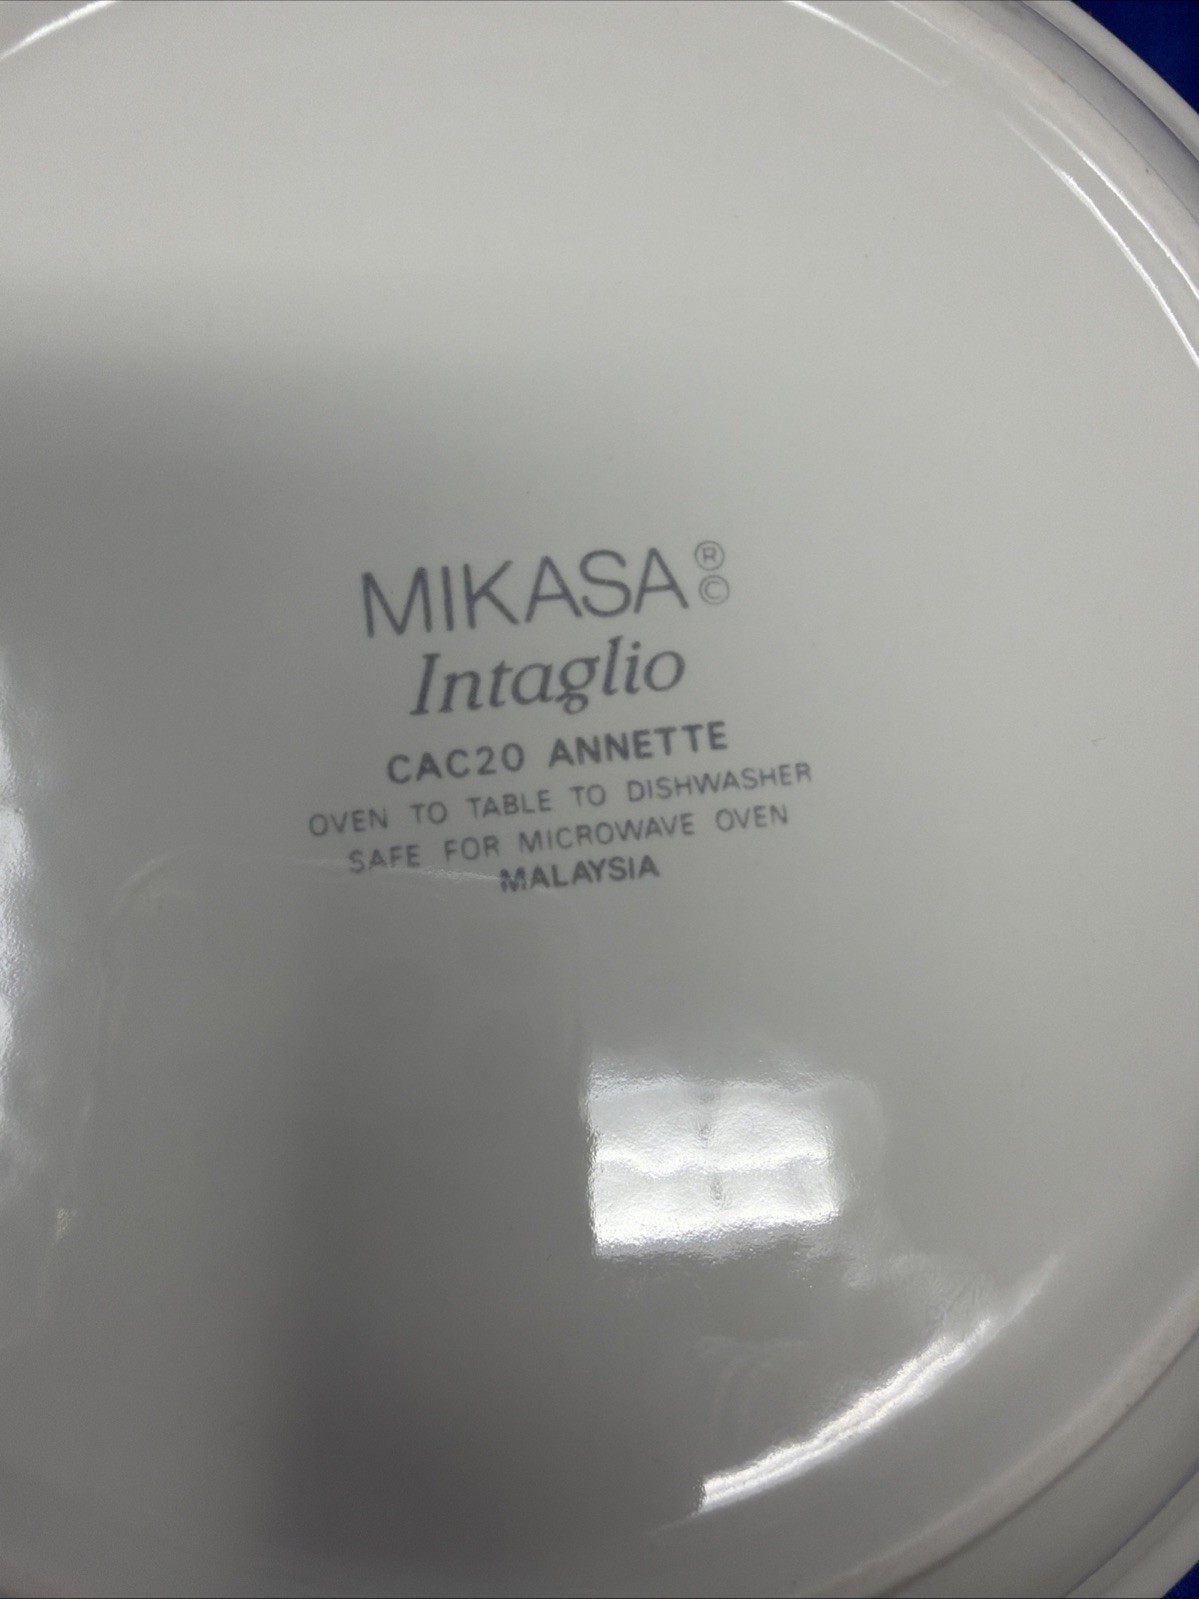 MIKASA®©
Intaglio
CAC20 ANNETTE
OVEN TO TABLE TO DISHWASHER
SAFE FOR MICROWAVE OVEN
MALAYSIA